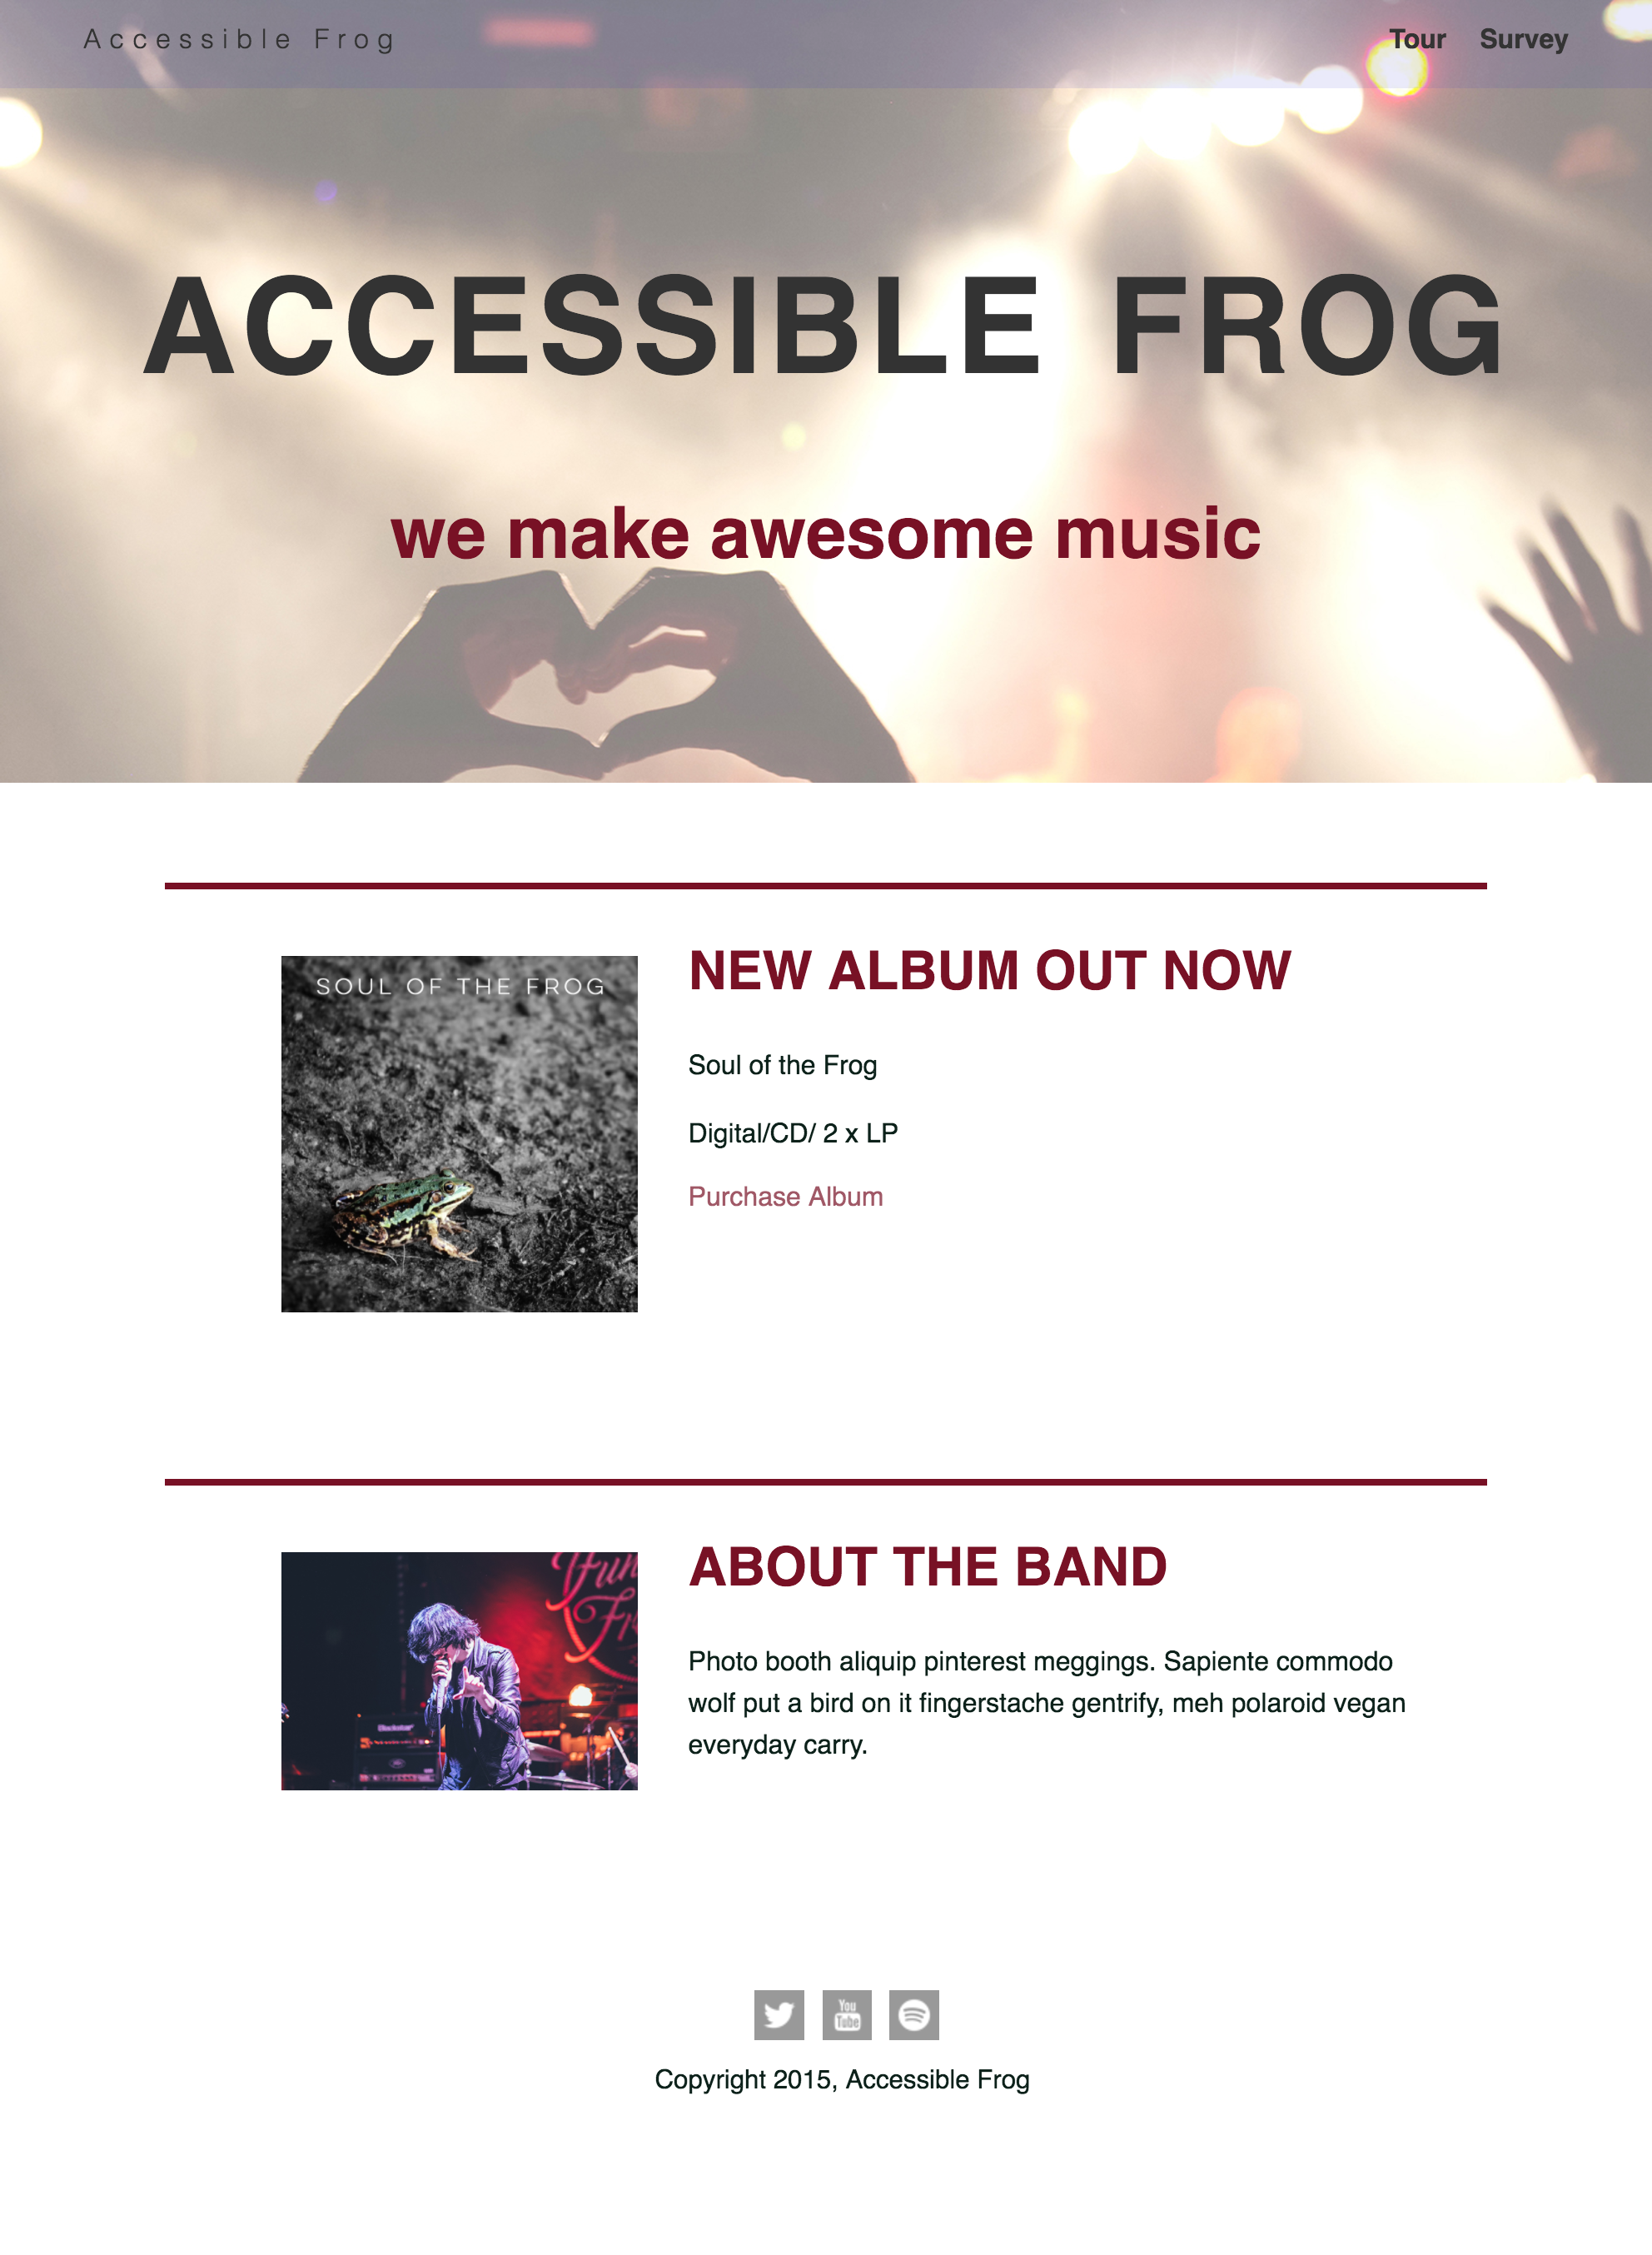 Accessible Frog
Tour Survey
ACCESSIBLE FROG
we make awesome music
SOUL OF THE FROG
NEW ALBUM OUT NOW
Soul of the Frog
Digital/CD/ 2 x LP
Purchase Album
ABOUT THE BAND
Blackstar
Photo booth aliquip pinterest meggings. Sapiente commodo
wolf put a bird on it fingerstache gentrify, meh polaroid vegan
everyday carry.
You
Tube
Copyright 2015, Accessible Frog